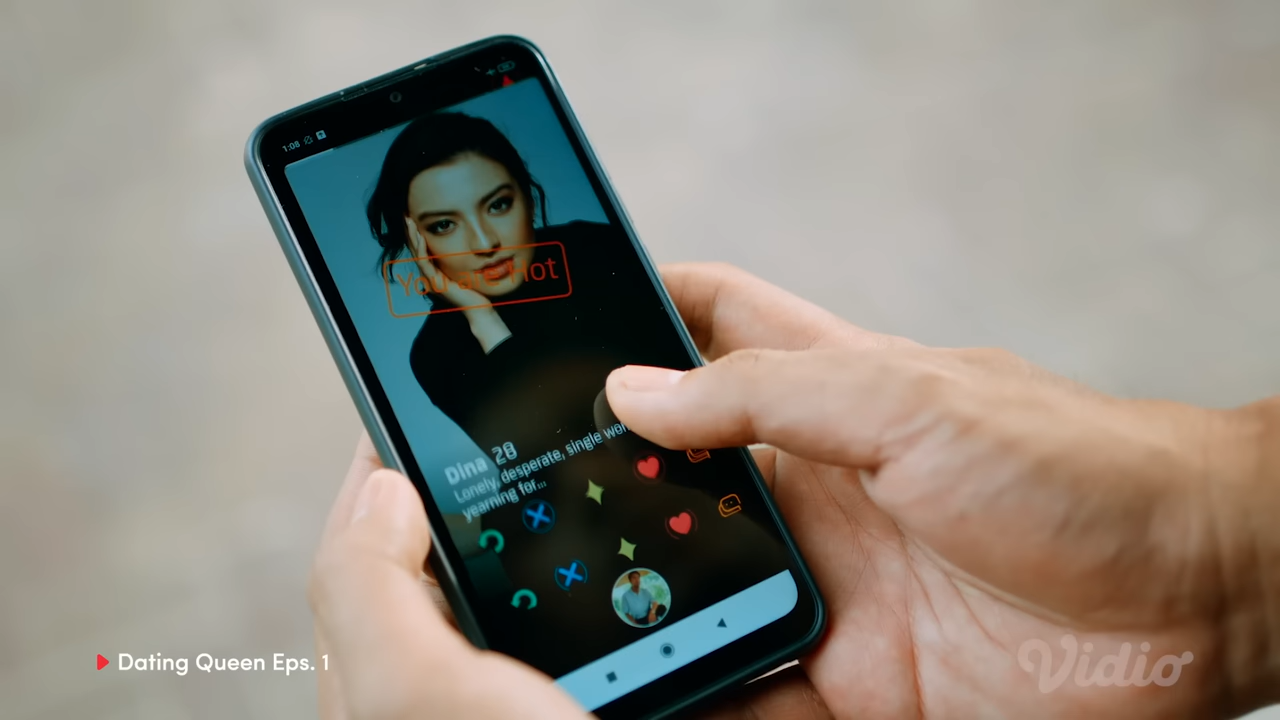 1:08
You are Hot
Dina 28
Lonely, desperate, single
yearning for...
Dating Queen Eps. 1
Vidio